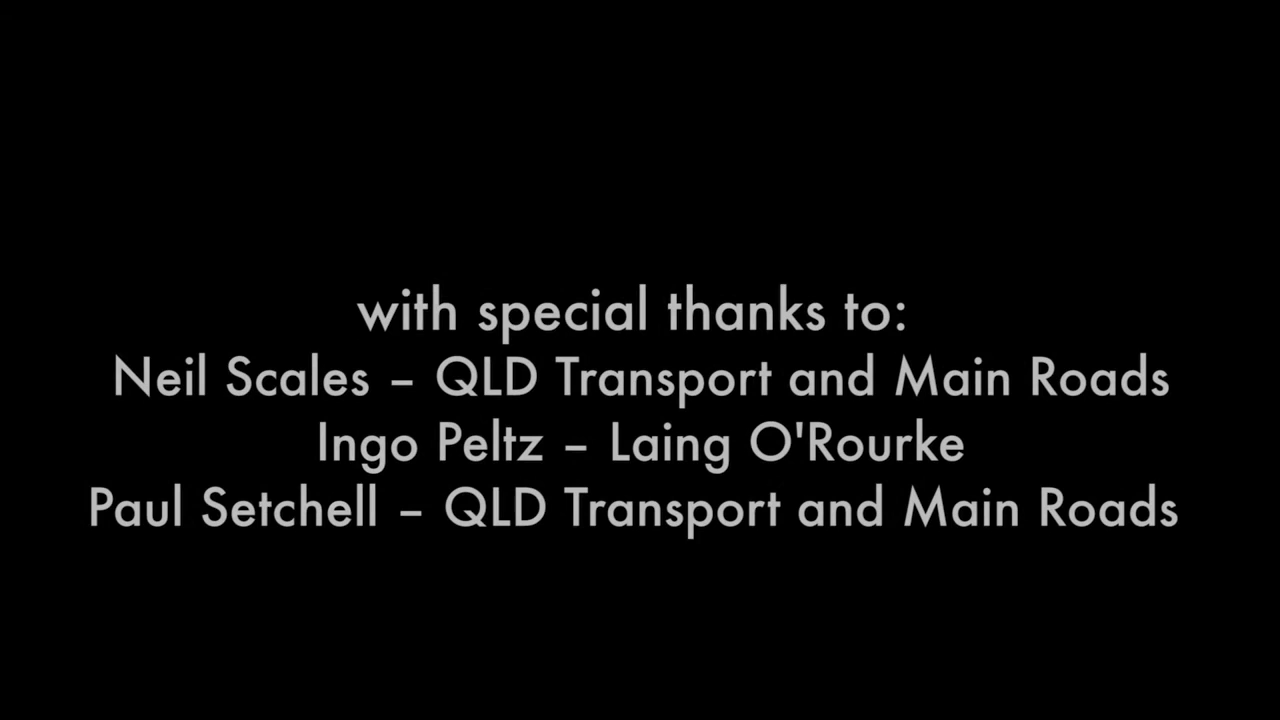 with special thanks to:
Neil Scales – QLD Transport and Main Roads
Ingo Peltz – Laing O'Rourke
Paul Setchell – QLD Transport and Main Roads